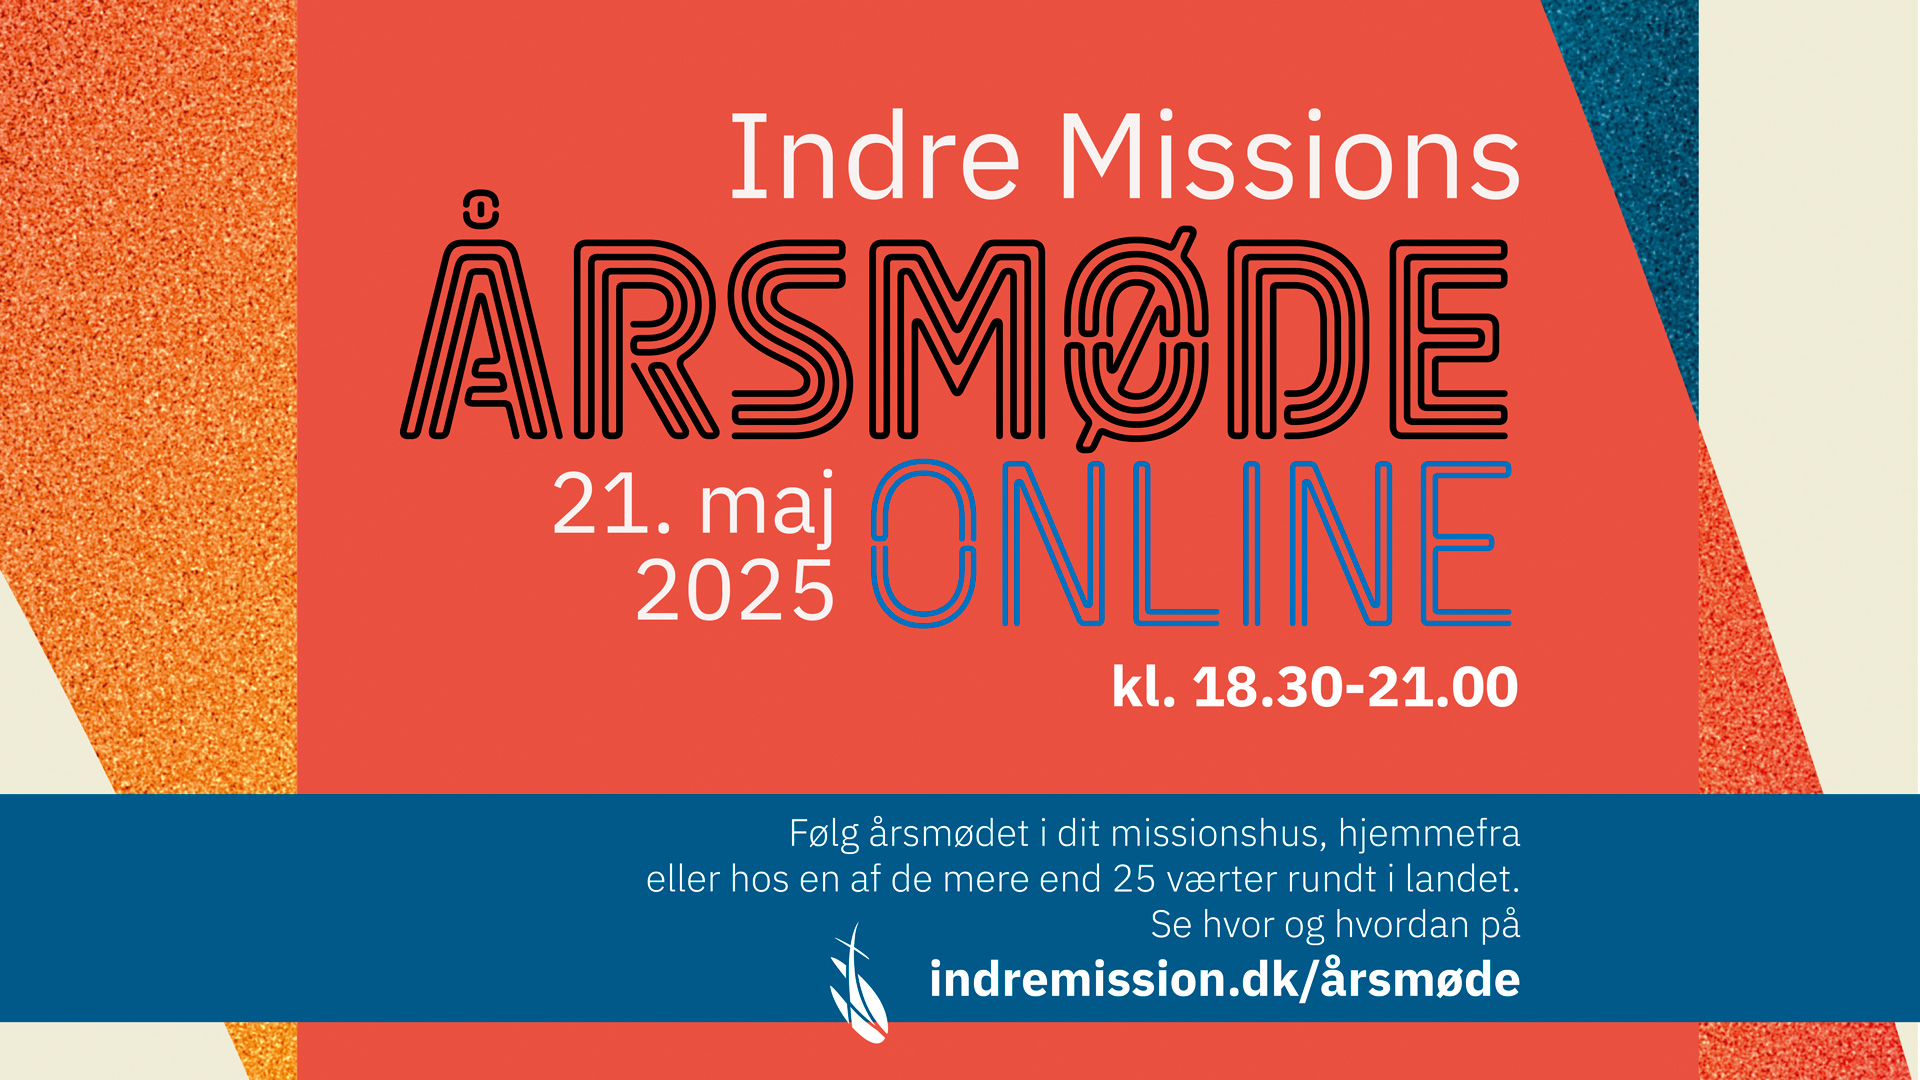 Indre Missions
ÅRSMØDE
21. maj
2025
ONLINE
kl. 18.30-21.00
Følg årsmødet i dit missionshus, hjemmefra
eller hos en af de mere end 25 værter rundt i landet.
Se hvor og hvordan på
indremission.dk/årsmøde